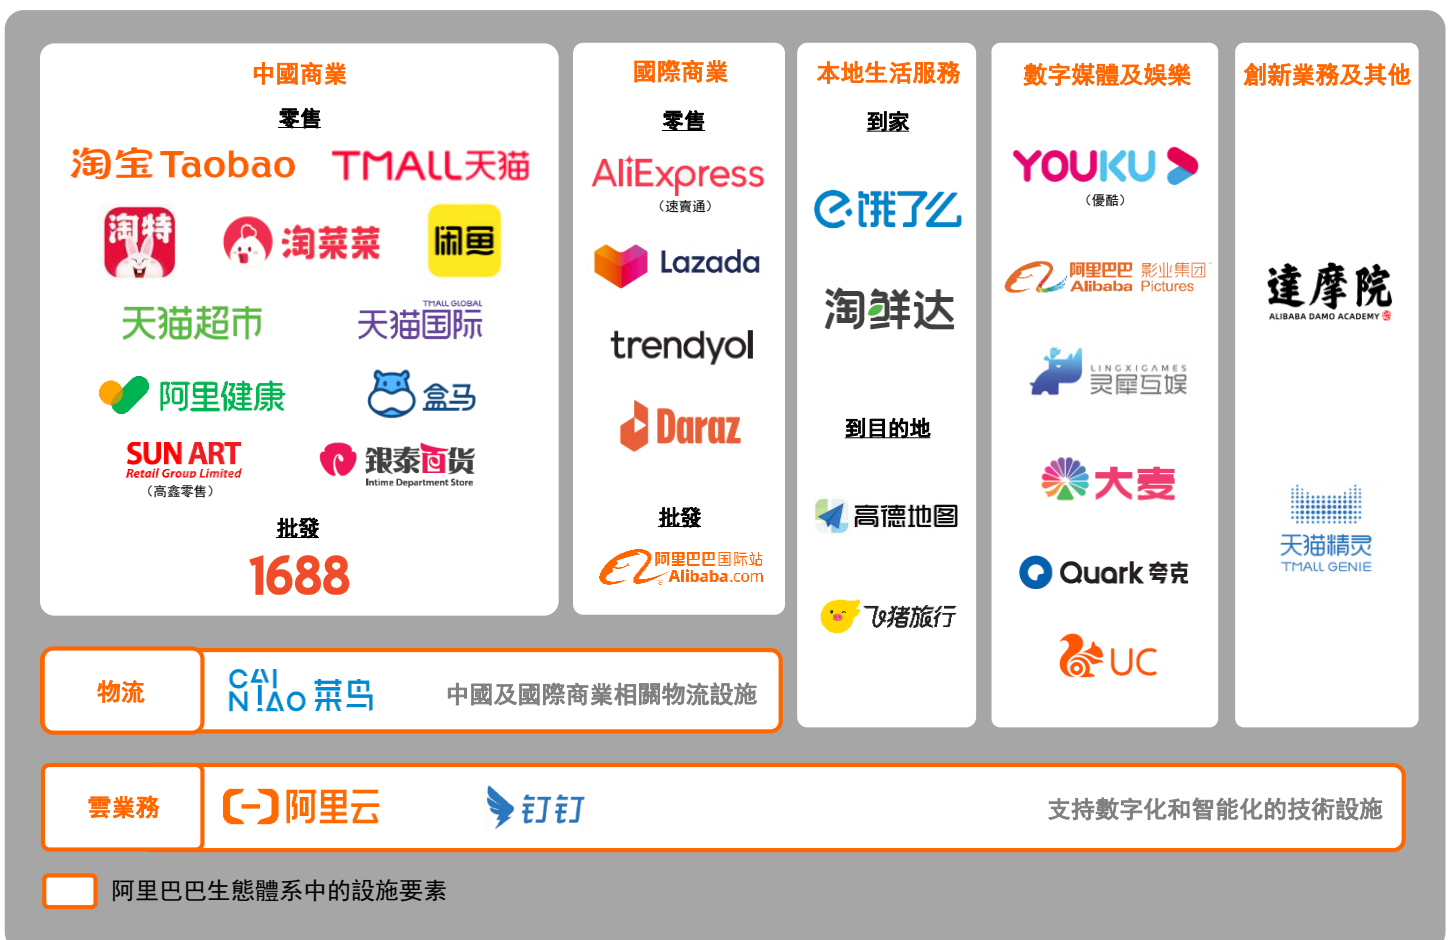 中國商業
零售
淘宝 Taobao
TMALL天猫
淘特
淘菜菜
闲鱼
天猫超市
TMALL GLOBAL
天猫国际
阿里健康
盒马
SUN ART
Retail Group Limited
（高鑫零售）
銀泰百货
Intime Department Store
批發
1688
國際商業
零售
AliExpress
（速賣通）
Lazada
trendyol
Daraz
批發
阿里巴巴国际站
Alibaba.com
本地生活服務
到家
饿了么
淘鲜达
到目的地
高德地图
飞猪旅行
數字媒體及娛樂
YOUKU
（優酷）
阿里巴巴 影业集团
Alibaba Pictures
LINGXIGAMES
灵犀互娱
大麦
Quark 夸克
UC
創新業務及其他
達摩院
ALIBABA DAMO ACADEMY
天猫精灵
TMALL GENIE
物流
CAI
NIAO 菜鸟
中國及國際商業相關物流設施
雲業務
阿里云
钉钉
支持數字化和智能化的技術設施
阿里巴巴生態體系中的設施要素